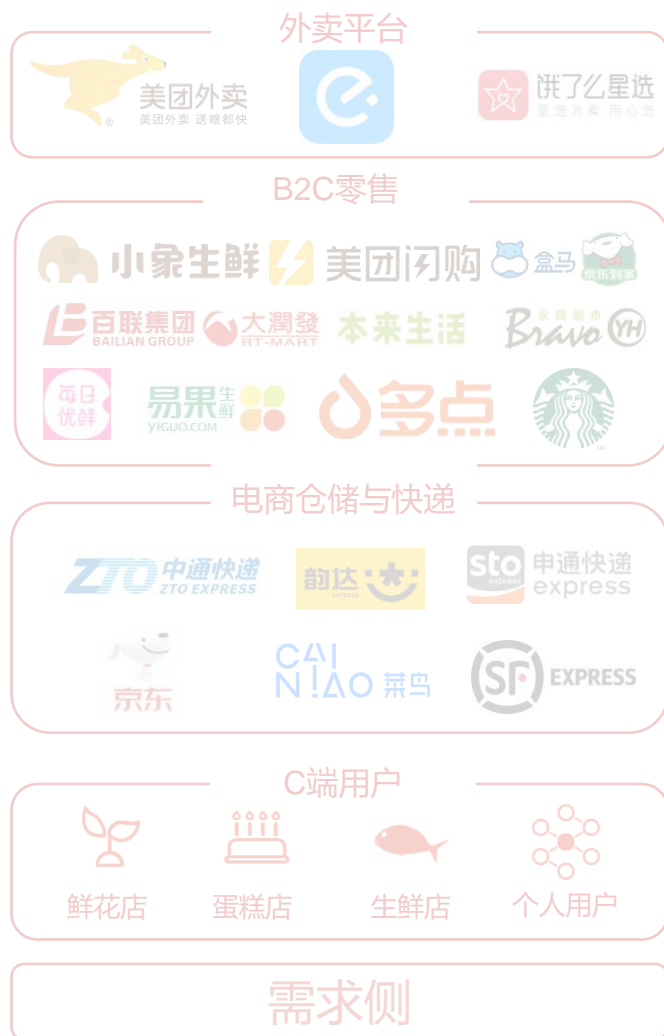 外卖平台
美团外卖
美团外卖 送啥都快
®
饿了么星选
星选外卖 用心选
B2C零售
小象生鲜
美团闪购
盒马
京东到家
百联集团
BAILIAN GROUP
大潤發
RT-MART
本来生活
永辉超市
Bravo YH
每日
优鲜
易果生鲜
YIGUO.COM
多点
TM
电商仓储与快递
ZTO 中通快递
ZTO EXPRESS
韵达
EXPRESS
sto
express
申通快递
express
京东
CAI
NIAO 菜鸟
SF EXPRESS
C端用户
鲜花店
蛋糕店
生鲜店
个人用户
需求侧